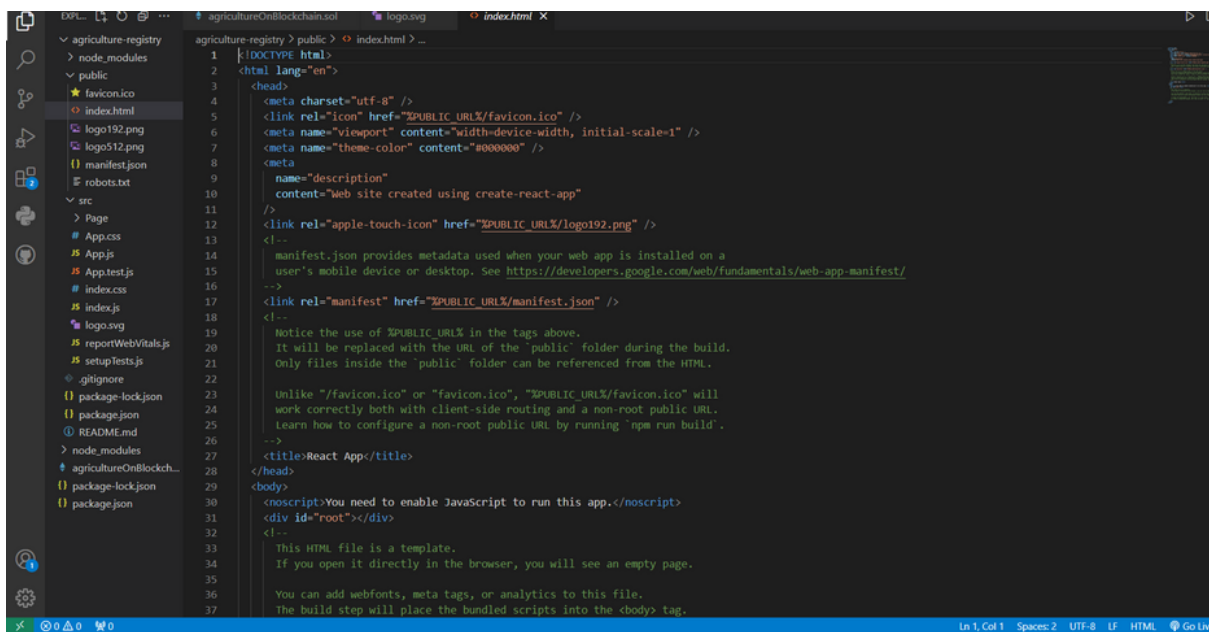 EXPL...
agricultureOnBlockchain.sol
logo.svg
index.html
agriculture-registry
node_modules
public
favicon.ico
index.html
logo192.png
logo512.png
manifest.json
robots.txt
src
Page
App.css
App.js
App.test.js
index.css
index.js
logo.svg
reportWebVitals.js
setupTests.js
.gitignore
package-lock.json
package.json
README.md
node_modules
agricultureOnBlockch...
package-lock.json
package.json
agriculture-registry > public > index.html > ...
1 <!DOCTYPE html>
2 <html lang="en">
3 <head>
4 <meta charset="utf-8" />
5 <link rel="icon" href="%PUBLIC_URL%/favicon.ico" />
6 <meta name="viewport" content="width=device-width, initial-scale=1" />
7 <meta name="theme-color" content="#000000" />
8 <meta
9 name="description"
10 content="Web site created using create-react-app"
11 />
12 <link rel="apple-touch-icon" href="%PUBLIC_URL%/logo192.png" />
13 <!--
14 manifest.json provides metadata used when your web app is installed on a
15 user's mobile device or desktop. See https://developers.google.com/web/fundamentals/web-app-manifest/
16 -->
17 <link rel="manifest" href="%PUBLIC_URL%/manifest.json" />
18 <!--
19 Notice the use of %PUBLIC_URL% in the tags above.
20 It will be replaced with the URL of the `public` folder during the build.
21 Only files inside the `public` folder can be referenced from the HTML.
22
23 Unlike "/favicon.ico" or "favicon.ico", "%PUBLIC_URL%/favicon.ico" will
24 work correctly both with client-side routing and a non-root public URL.
25 Learn how to configure a non-root public URL by running `npm run build`.
26 -->
27 <title>React App</title>
28 </head>
29 <body>
30 <noscript>You need to enable JavaScript to run this app.</noscript>
31 <div id="root"></div>
32 <!--
33 This HTML file is a template.
34 If you open it directly in the browser, you will see an empty page.
35
36 You can add webfonts, meta tags, or analytics to this file.
37 The build step will place the bundled scripts into the <body> tag.
2
1
0 0 0
Ln 1, Col 1 Spaces: 2 UTF-8 LF HTML Go Liv